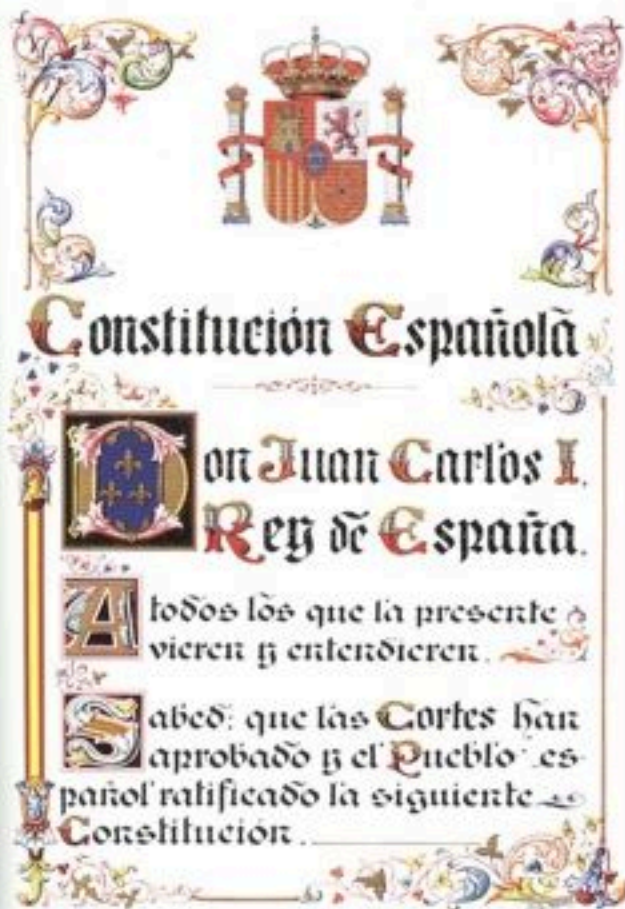 Constitución Española
Don Juan Carlos I,
Rey de España.
A todos los que la presente
vieren y entendieren.
Sabed: que las Cortes han
aprobado y el Pueblo es-
pañol ratificado la siguiente
Constitución.